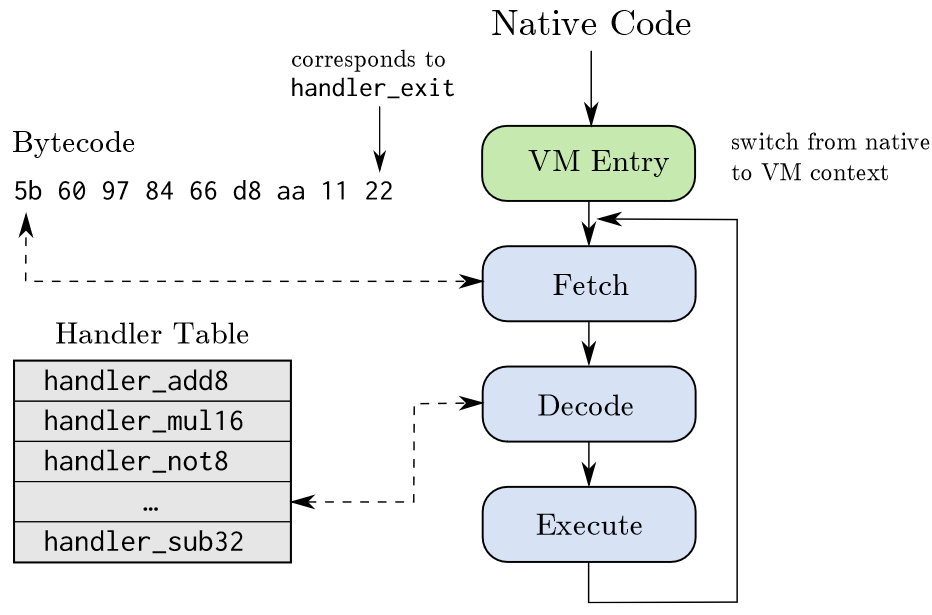 Native Code
corresponds to
handler_exit
Bytecode
5b 60 97 84 66 d8 aa 11 22
VM Entry
switch from native
to VM context
Fetch
Handler Table
handler_add8
handler_mul16
handler_not8
…
handler_sub32
Decode
Execute